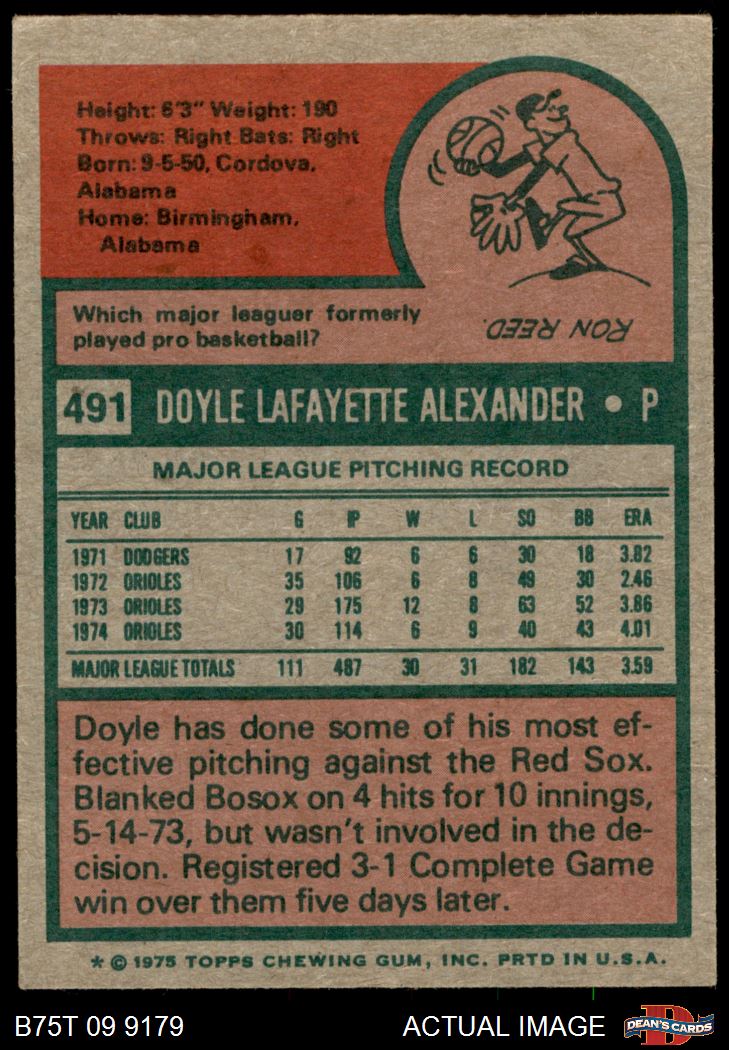 Height: 6'3" Weight: 190
Throws: Right Bats: Right
Born: 9-5-50, Cordova,
Alabama
Home: Birmingham,
Alabama
Which major leaguer formerly
played pro basketball?
RON REED.
491 DOYLE LAFAYETTE ALEXANDER • P
MAJOR LEAGUE PITCHING RECORD
YEAR CLUB G IP W L SO BB ERA
1971 DODGERS 17 92 6 6 30 18 3.82
1972 ORIOLES 35 106 6 8 49 30 2.46
1973 ORIOLES 29 175 12 8 63 52 3.86
1974 ORIOLES 30 114 6 9 40 43 4.01
MAJOR LEAGUE TOTALS 111 487 30 31 182 143 3.59
Doyle has done some of his most ef-
fective pitching against the Red Sox.
Blanked Bosox on 4 hits for 10 innings,
5-14-73, but wasn't involved in the de-
cision. Registered 3-1 Complete Game
win over them five days later.
* © 1975 TOPPS CHEWING GUM, INC. PRTD IN U.S.A.
B75T 09 9179 ACTUAL IMAGE DEAN'S CARDS